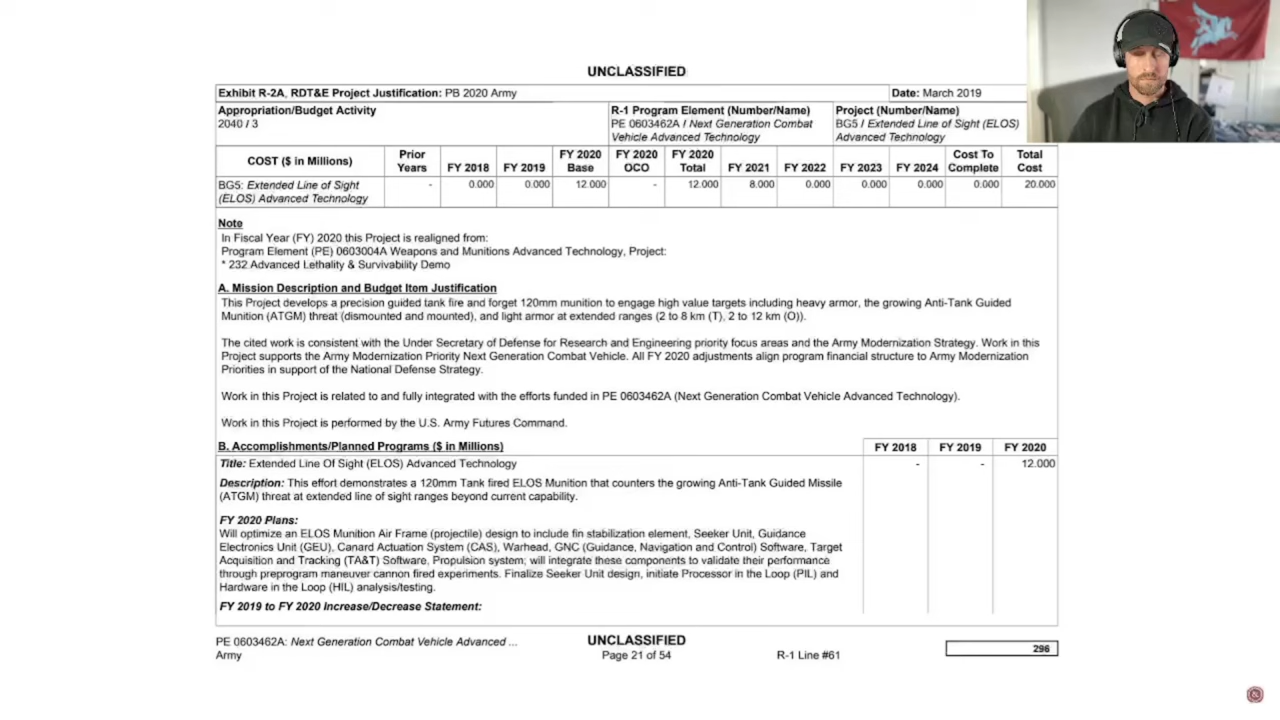 UNCLASSIFIED
Exhibit R-2A, RDT&E Project Justification: PB 2020 Army
Date: March 2019
Appropriation/Budget Activity
2040 / 3
R-1 Program Element (Number/Name)
PE 0603462A / Next Generation Combat
Vehicle Advanced Technology
Project (Number/Name)
BG5 / Extended Line of Sight (ELOS)
Advanced Technology
COST ($ in Millions) Prior Years FY 2018 FY 2019 FY 2020 Base FY 2020 OCO FY 2020 Total FY 2021 FY 2022 FY 2023 FY 2024 Cost To Complete Total Cost
BG5: Extended Line of Sight - 0.000 0.000 12.000 - 12.000 8.000 0.000 0.000 0.000 0.000 20.000
(ELOS) Advanced Technology
Note
In Fiscal Year (FY) 2020 this Project is realigned from:
Program Element (PE) 0603004A Weapons and Munitions Advanced Technology, Project:
* 232 Advanced Lethality & Survivability Demo
A. Mission Description and Budget Item Justification
This Project develops a precision guided tank fire and forget 120mm munition to engage high value targets including heavy armor, the growing Anti-Tank Guided
Munition (ATGM) threat (dismounted and mounted), and light armor at extended ranges (2 to 8 km (T), 2 to 12 km (O)).
The cited work is consistent with the Under Secretary of Defense for Research and Engineering priority focus areas and the Army Modernization Strategy. Work in this
Project supports the Army Modernization Priority Next Generation Combat Vehicle. All FY 2020 adjustments align program financial structure to Army Modernization
Priorities in support of the National Defense Strategy.
Work in this Project is related to and fully integrated with the efforts funded in PE 0603462A (Next Generation Combat Vehicle Advanced Technology).
Work in this Project is performed by the U.S. Army Futures Command.
B. Accomplishments/Planned Programs ($ in Millions) FY 2018 FY 2019 FY 2020
Title: Extended Line Of Sight (ELOS) Advanced Technology - - 12.000
Description: This effort demonstrates a 120mm Tank fired ELOS Munition that counters the growing Anti-Tank Guided Missile
(ATGM) threat at extended line of sight ranges beyond current capability.
FY 2020 Plans:
Will optimize an ELOS Munition Air Frame (projectile) design to include fin stabilization element, Seeker Unit, Guidance
Electronics Unit (GEU), Canard Actuation System (CAS), Warhead, GNC (Guidance, Navigation and Control) Software, Target
Acquisition and Tracking (TA&T) Software, Propulsion system; will integrate these components to validate their performance
through preprogram maneuver cannon fired experiments. Finalize Seeker Unit design, initiate Processor in the Loop (PIL) and
Hardware in the Loop (HIL) analysis/testing.
FY 2019 to FY 2020 Increase/Decrease Statement:
PE 0603462A: Next Generation Combat Vehicle Advanced ...
Army
UNCLASSIFIED
Page 21 of 54
R-1 Line #61
296